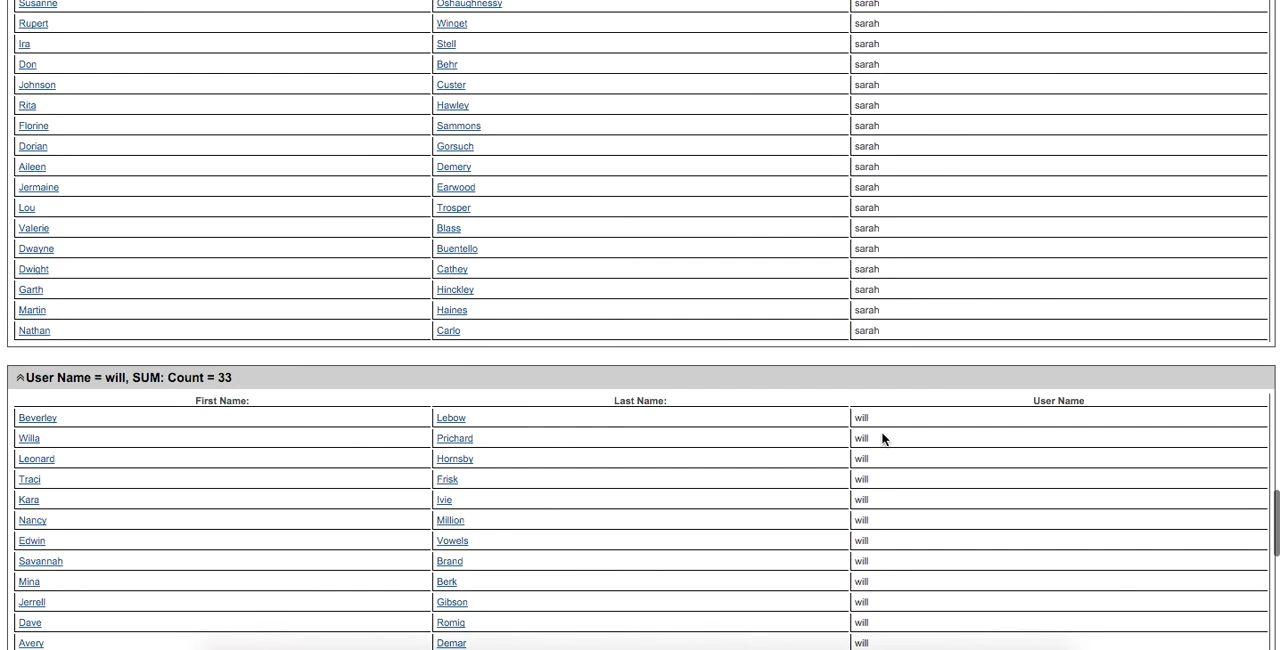 Susanne Oshaughnessy sarah
Rupert Winget sarah
Ira Stell sarah
Don Behr sarah
Johnson Custer sarah
Rita Hawley sarah
Florine Sammons sarah
Dorian Gorsuch sarah
Aileen Demery sarah
Jermaine Earwood sarah
Lou Trosper sarah
Valerie Blass sarah
Dwayne Buentello sarah
Dwight Cathey sarah
Garth Hinckley sarah
Martin Haines sarah
Nathan Carlo sarah
User Name = will, SUM: Count = 33
First Name: Last Name: User Name
Beverley Lebow will
Willa Prichard will
Leonard Hornsby will
Traci Frisk will
Kara Ivie will
Nancy Million will
Edwin Vowels will
Savannah Brand will
Mina Berk will
Jerrell Gibson will
Dave Romig will
Avery Demar will